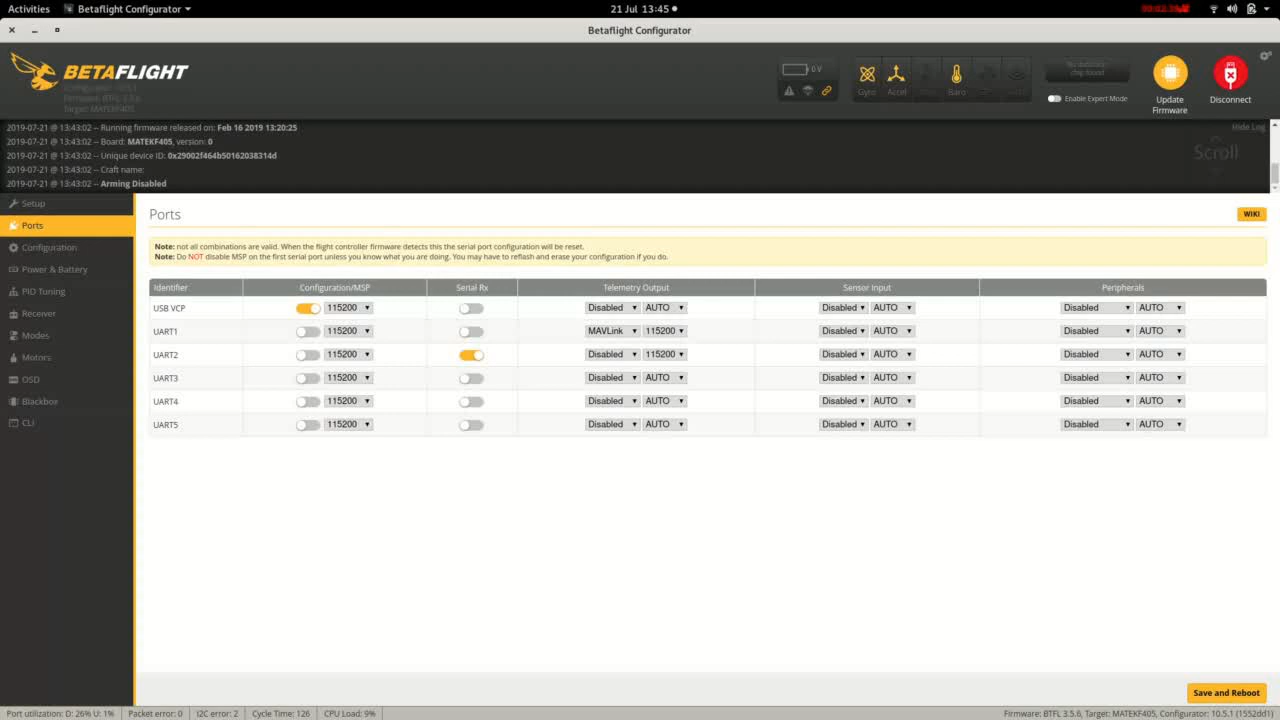 Activities Betaflight Configurator 21 Jul 13:45
Betaflight Configurator
BETAFLIGHT
Firmware: BTFL 3.5.6
Target: MATEKF405
0 V
Gyro Accel Baro
No dataflash
chip found
Enable Expert Mode
Update
Firmware
Disconnect
2019-07-21 @ 13:43:02 -- Running firmware released on: Feb 16 2019 13:20:25
2019-07-21 @ 13:43:02 -- Board: MATEKF405, version: 0
2019-07-21 @ 13:43:02 -- Unique device ID: 0x29002f464b50162038314d
2019-07-21 @ 13:43:02 -- Craft name:
2019-07-21 @ 13:43:02 -- Arming Disabled
Hide Log
Scroll
Setup
Ports
Configuration
Power & Battery
PID Tuning
Receiver
Modes
Motors
OSD
Blackbox
CLI
Ports
WIKI
Note: not all combinations are valid. When the flight controller firmware detects this the serial port configuration will be reset.
Note: Do NOT disable MSP on the first serial port unless you know what you are doing. You may have to reflash and erase your configuration if you do.
Identifier Configuration/MSP Serial Rx Telemetry Output Sensor Input Peripherals
USB VCP 115200 Disabled AUTO Disabled AUTO Disabled AUTO
UART1 115200 MAVLink 115200 Disabled AUTO Disabled AUTO
UART2 115200 Disabled 115200 Disabled AUTO Disabled AUTO
UART3 115200 Disabled AUTO Disabled AUTO Disabled AUTO
UART4 115200 Disabled AUTO Disabled AUTO Disabled AUTO
UART5 115200 Disabled AUTO Disabled AUTO Disabled AUTO
Save and Reboot
Port utilization: D: 26% U: 1% Packet error: 0 I2C error: 2 Cycle Time: 126 CPU Load: 9% Firmware: BTFL 3.5.6, Target: MATEKF405, Configurator: 10.5.1 (1552dd1)